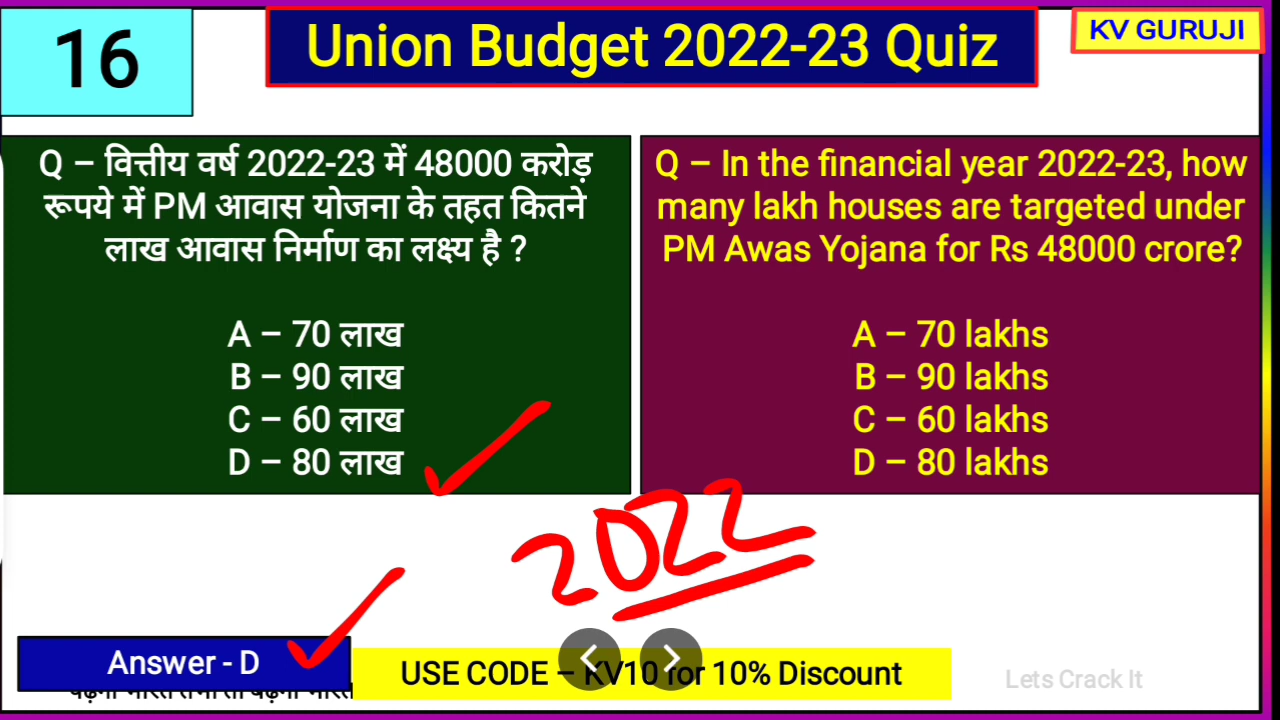 16
Union Budget 2022-23 Quiz
KV GURUJI
Q – वित्तीय वर्ष 2022-23 में 48000 करोड़
रूपये में PM आवास योजना के तहत कितने
लाख आवास निर्माण का लक्ष्य है ?
A – 70 लाख
B – 90 लाख
C – 60 लाख
D – 80 लाख
Q – In the financial year 2022-23, how
many lakh houses are targeted under
PM Awas Yojana for Rs 48000 crore?
A – 70 lakhs
B – 90 lakhs
C – 60 lakhs
D – 80 lakhs
2022
Answer - D
USE CODE – KV10 for 10% Discount
Lets Crack It